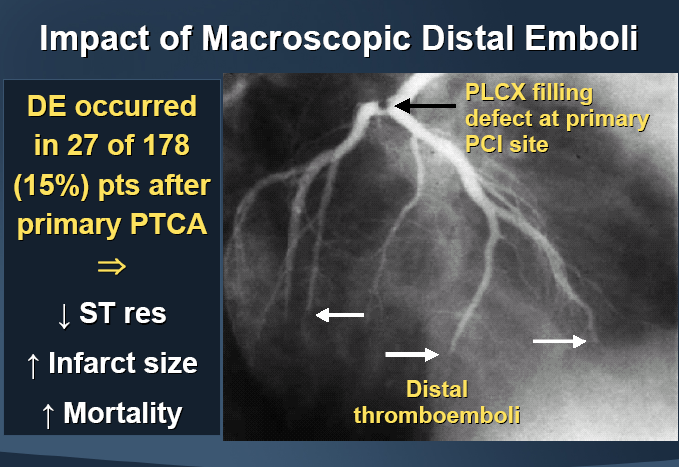 Impact of Macroscopic Distal Emboli
DE occurred
in 27 of 178
(15%) pts after
primary PTCA
⇒
↓ ST res
↑ Infarct size
↑ Mortality
PLCX filling
defect at primary
PCI site
Distal
thromboemboli